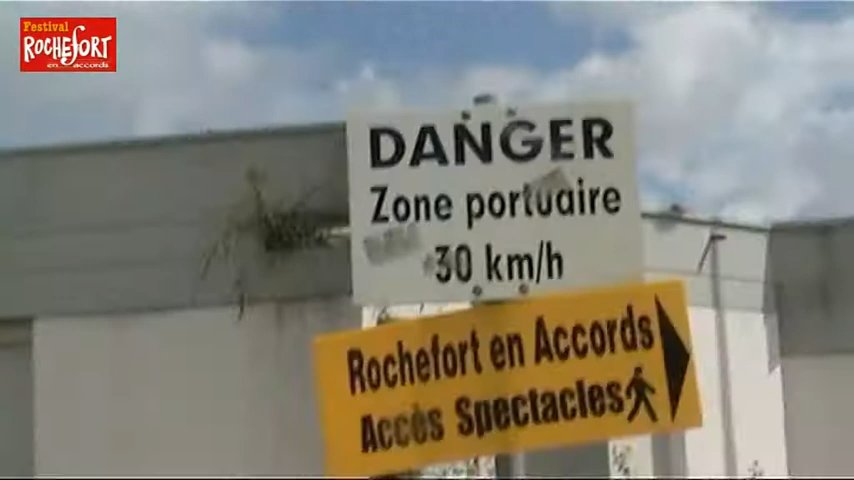 Festival
ROCHEFORT
en accords
DANGER
Zone portuaire
30 km/h
Rochefort en Accords
Accès Spectacles